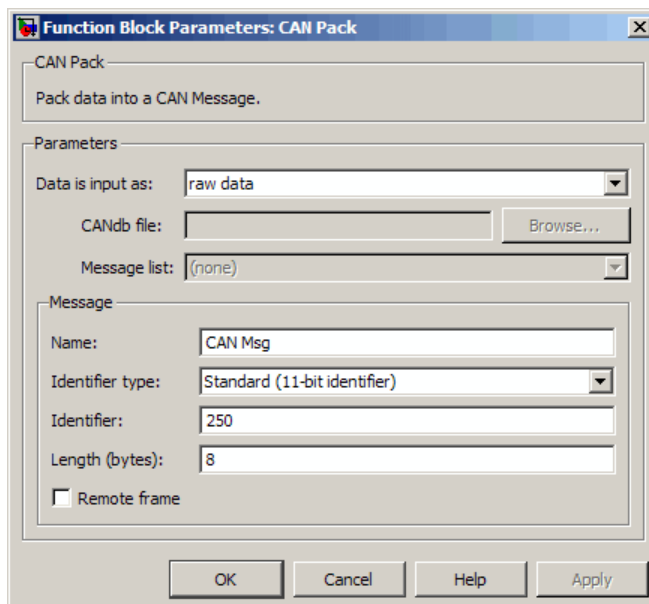 Function Block Parameters: CAN Pack
CAN Pack
Pack data into a CAN Message.
Parameters
Data is input as: raw data
CANdb file: Browse...
Message list: (none)
Message
Name: CAN Msg
Identifier type: Standard (11-bit identifier)
Identifier: 250
Length (bytes): 8
Remote frame
OK Cancel Help Apply